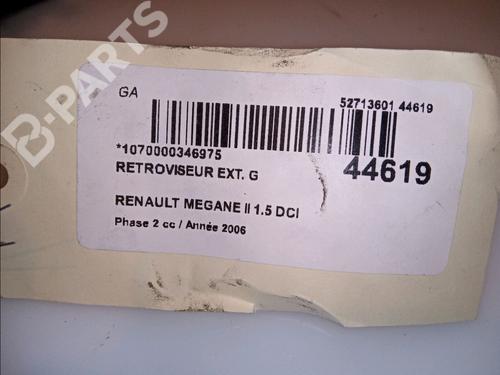 B-PARTS
GA
52713601 44619
*1070000346975
44619
RETROVISEUR EXT. G
RENAULT MEGANE II 1.5 DCI
Phase 2 cc / Année 2006